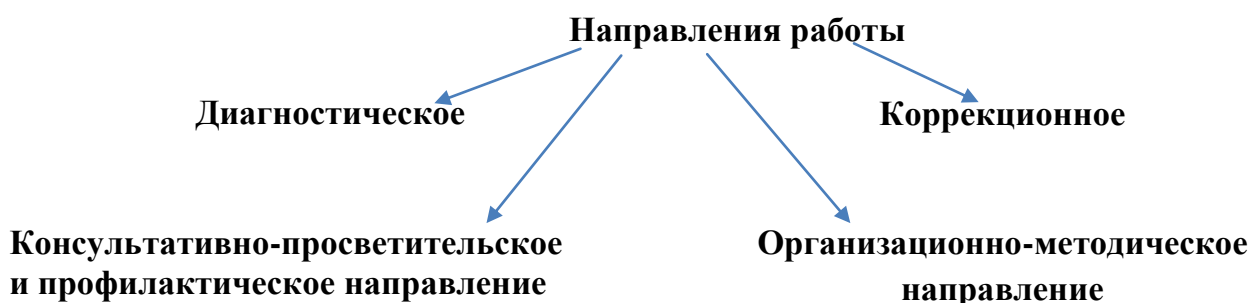 Направления работы
Диагностическое
Коррекционное
Консультативно-просветительское
и профилактическое направление
Организационно-методическое
направление